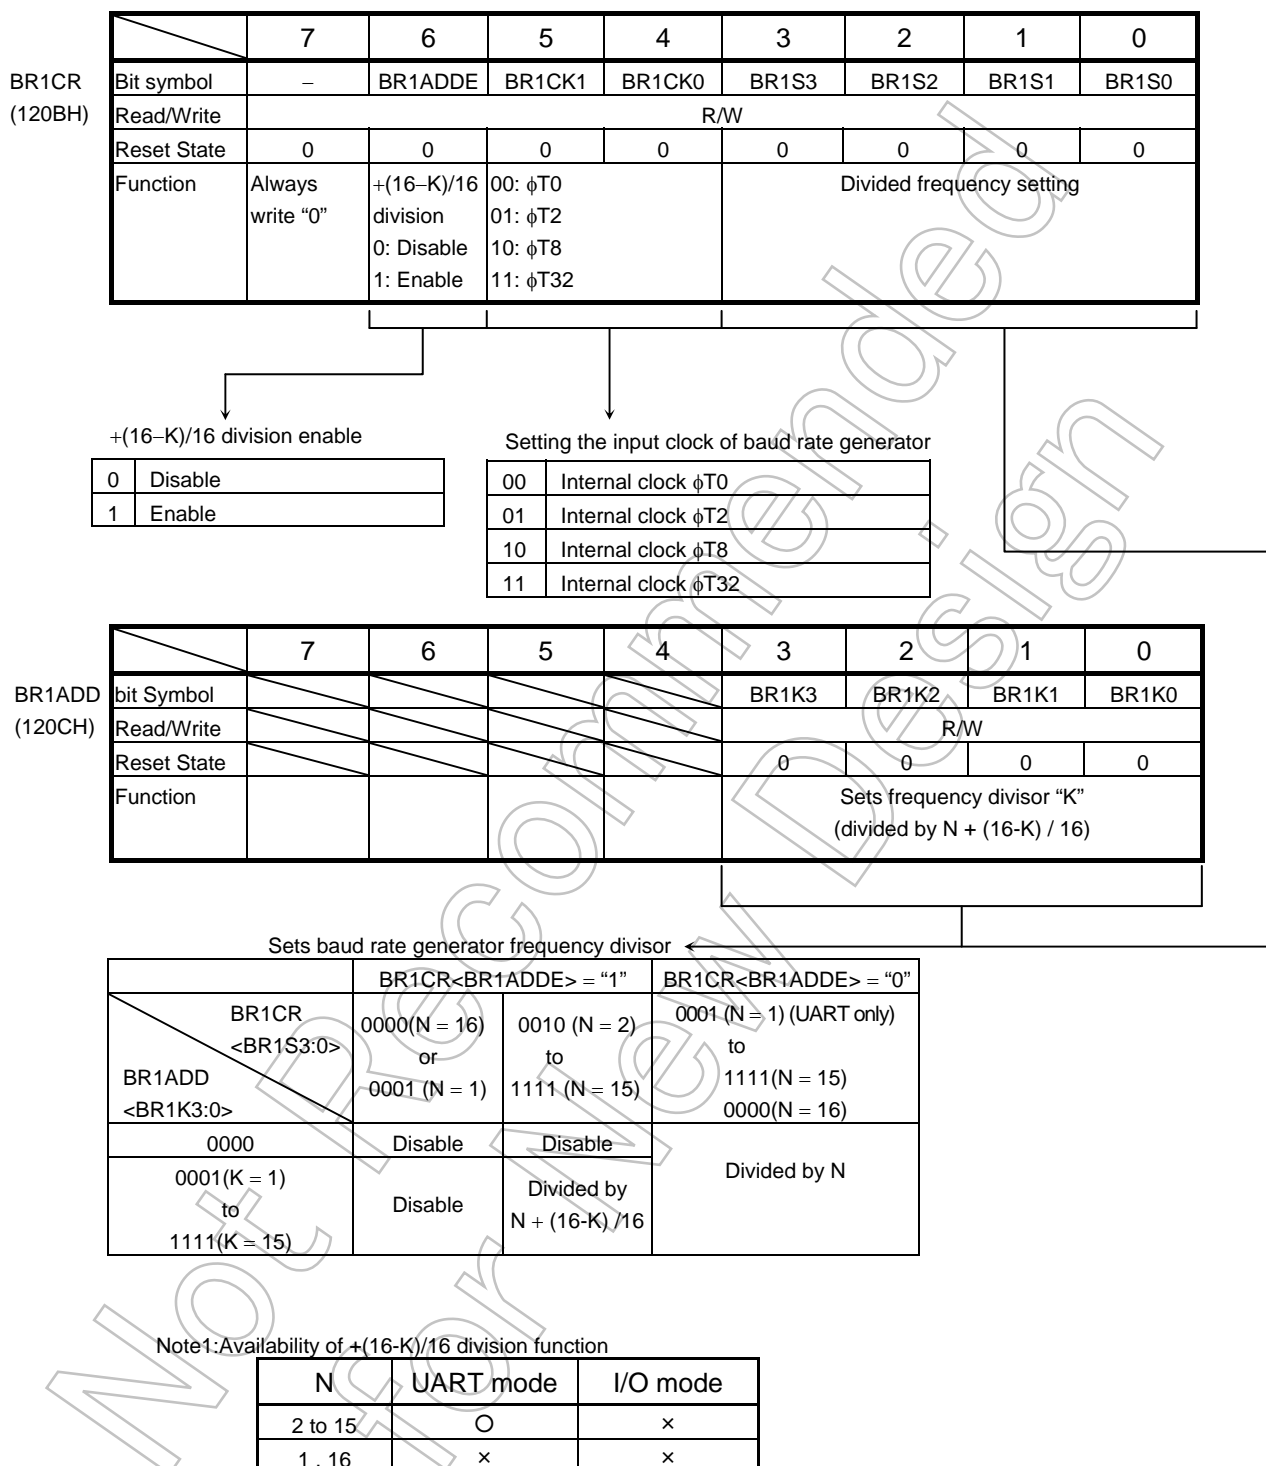 7 6 5 4 3 2 1 0
BR1CR
(120BH)
Bit symbol − BR1ADDE BR1CK1 BR1CK0 BR1S3 BR1S2 BR1S1 BR1S0
Read/Write R/W
Reset State 0 0 0 0 0 0 0 0
Function
Always
write “0”
+(16−K)/16
division
0: Disable
1: Enable
00: φT0
01: φT2
10: φT8
11: φT32
Divided frequency setting
+(16−K)/16 division enable
0 Disable
1 Enable
Setting the input clock of baud rate generator
00 Internal clock φT0
01 Internal clock φT2
10 Internal clock φT8
11 Internal clock φT32
7 6 5 4 3 2 1 0
BR1ADD
(120CH)
bit Symbol BR1K3 BR1K2 BR1K1 BR1K0
Read/Write R/W
Reset State 0 0 0 0
Function
Sets frequency divisor “K”
(divided by N + (16-K) / 16)
Sets baud rate generator frequency divisor
BR1CR<BR1ADDE> = “1” BR1CR<BR1ADDE> = “0”
BR1CR
<BR1S3:0>
BR1ADD
<BR1K3:0>
0000(N = 16)
or
0001 (N = 1)
0010 (N = 2)
to
1111 (N = 15)
0001 (N = 1) (UART only)
to
1111(N = 15)
0000(N = 16)
0000 Disable Disable
Divided by N
0001(K = 1)
to
1111(K = 15)
Disable
Divided by
N + (16-K) /16
Note1:Availability of +(16-K)/16 division function
N UART mode I/O mode
2 to 15 ○ ×
1 , 16 × ×
Not Recommended
for New Design